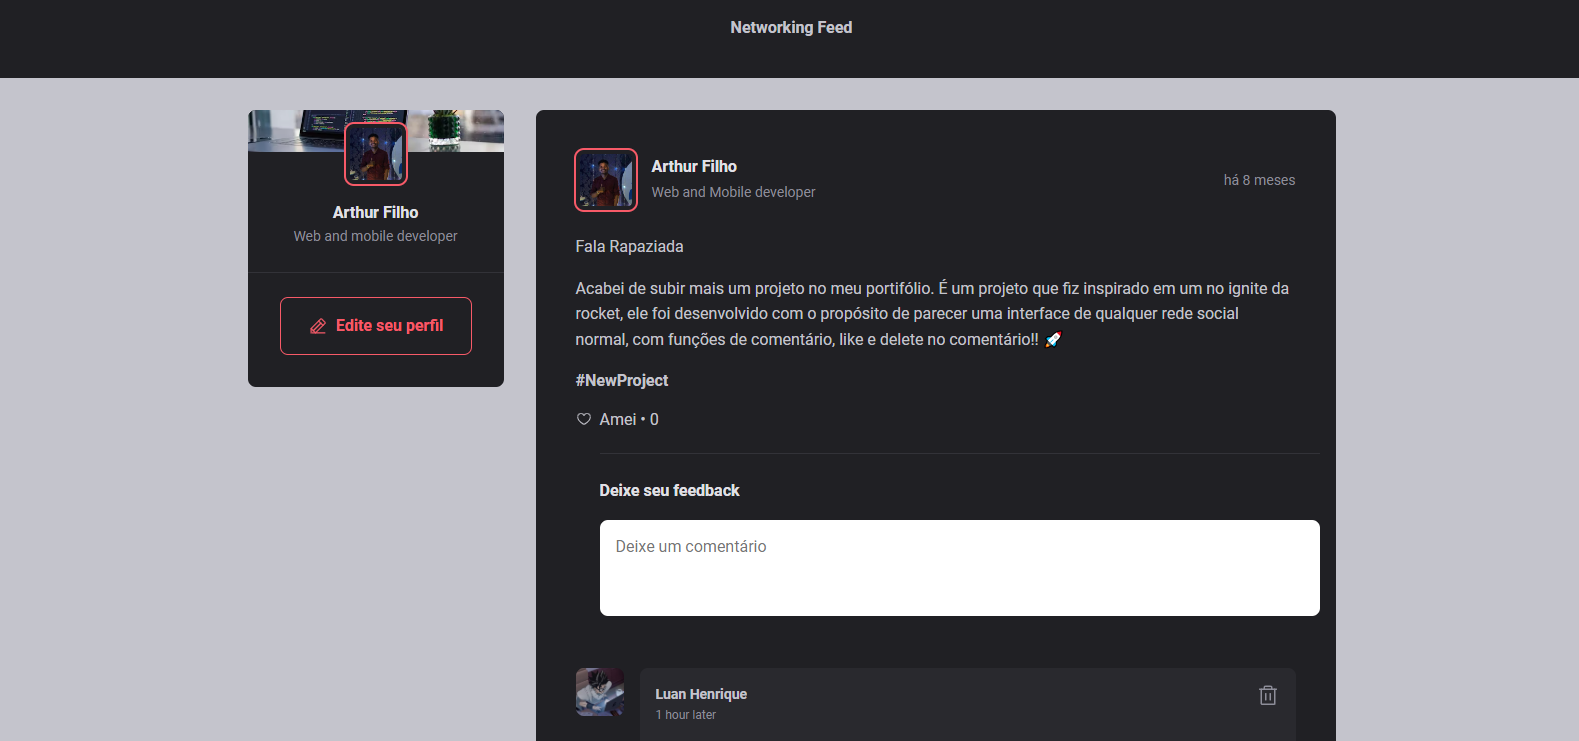 Networking Feed
Arthur Filho
Web and mobile developer
Edite seu perfil
Arthur Filho
Web and Mobile developer
há 8 meses
Fala Rapaziada
Acabei de subir mais um projeto no meu portifólio. É um projeto que fiz inspirado em um no ignite da
rocket, ele foi desenvolvido com o propósito de parecer uma interface de qualquer rede social
normal, com funções de comentário, like e delete no comentário!! 🚀
#NewProject
Amei • 0
Deixe seu feedback
Deixe um comentário
Luan Henrique
1 hour later